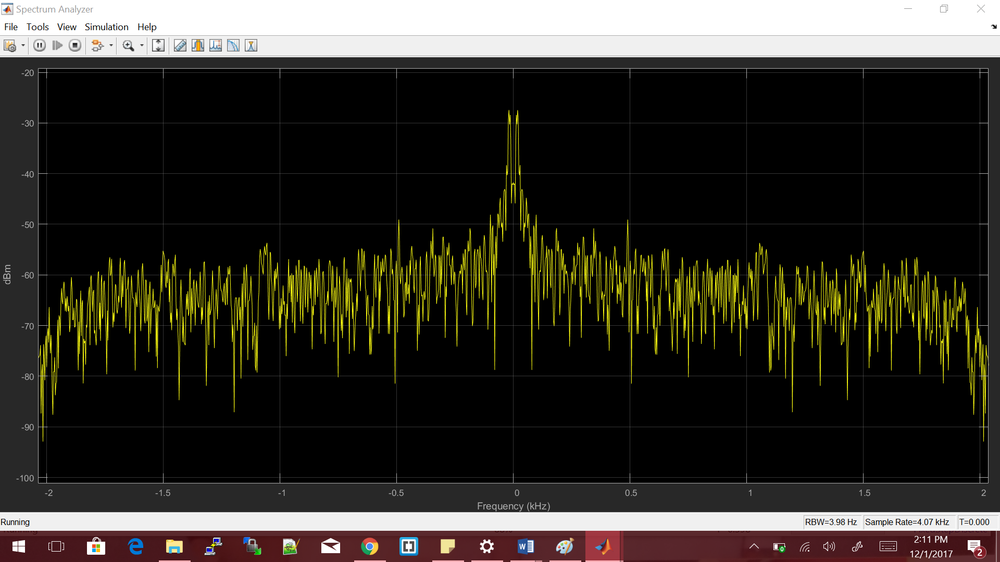 Spectrum Analyzer
File Tools View Simulation Help
-20
-30
-40
-50
-60
-70
-80
-90
-100
dBm
-2 -1.5 -1 -0.5 0 0.5 1 1.5 2
Frequency (kHz)
Running
RBW=3.98 Hz Sample Rate=4.07 kHz T=0.000
2:11 PM
12/1/2017
2